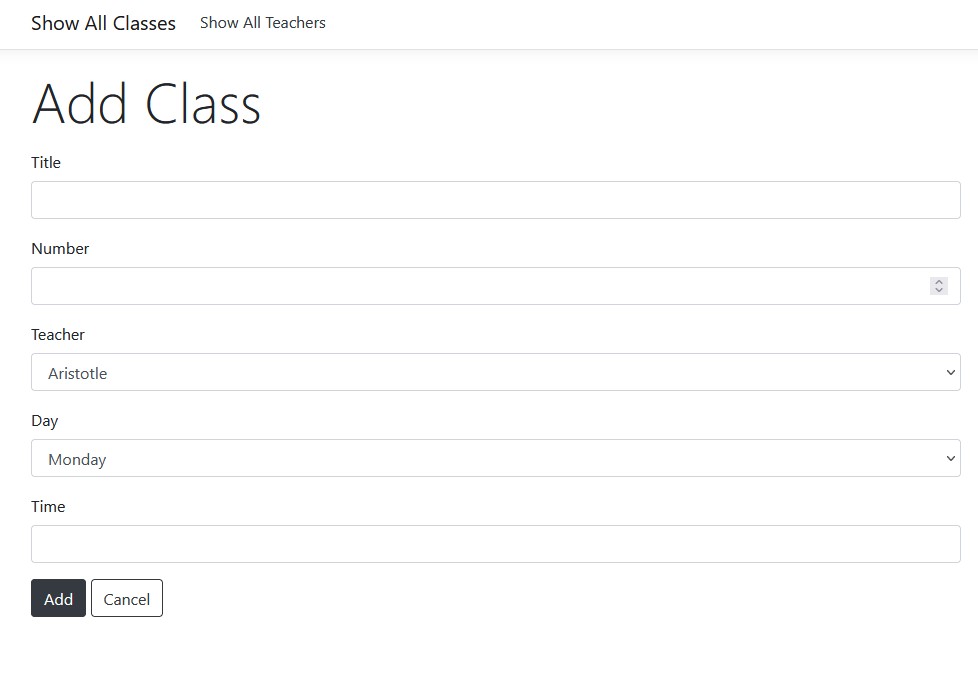 Show All Classes Show All Teachers
Add Class
Title
Number
Teacher
Aristotle
Day
Monday
Time
Add Cancel